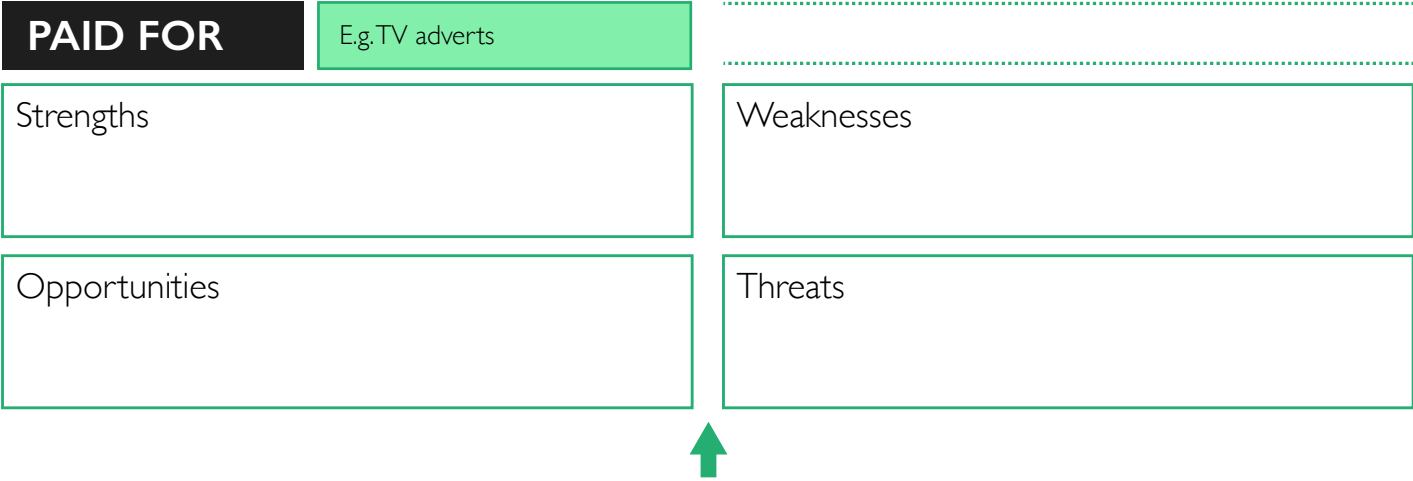 PAID FOR
E.g. TV adverts
Strengths
Weaknesses
Opportunities
Threats